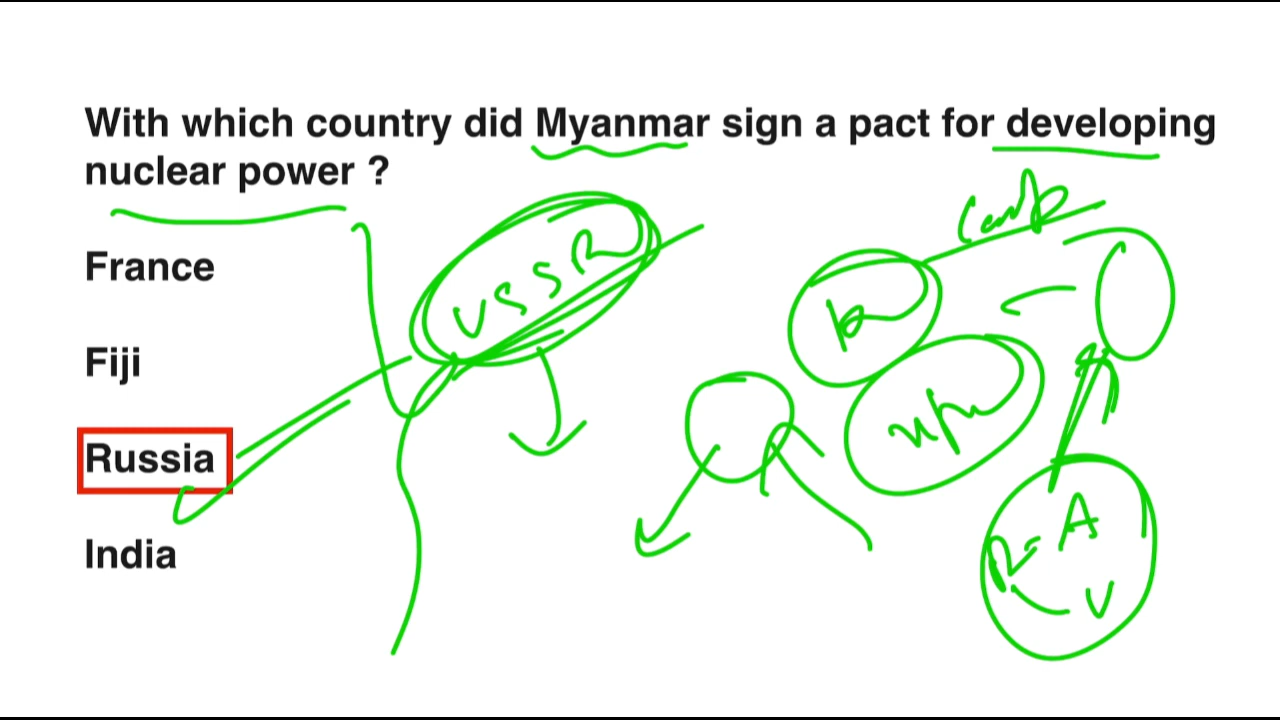 With which country did Myanmar sign a pact for developing
nuclear power ?
France
Fiji
Russia
India
USSR
A
R
V